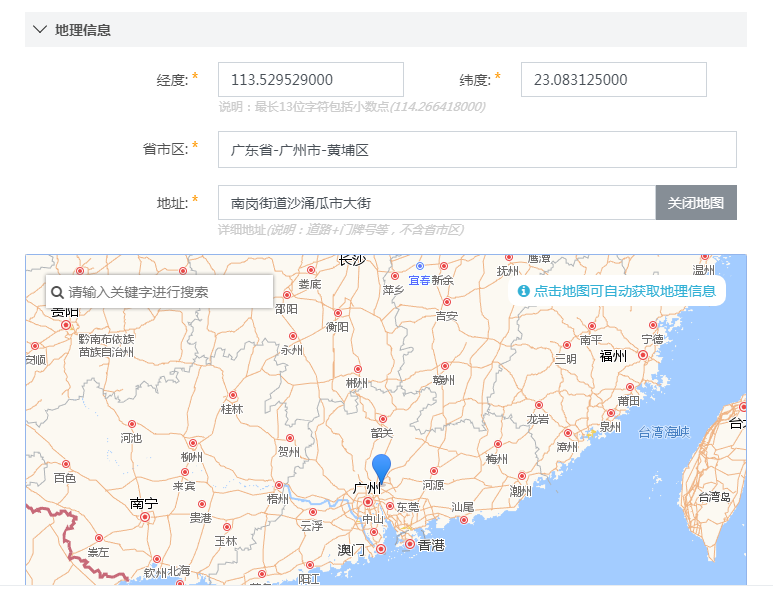 地理信息
经度: * 113.529529000 纬度: * 23.083125000
说明：最长13位字符包括小数点(114.266418000)
省市区: * 广东省-广州市-黄埔区
地址: * 南岗街道沙涌瓜市大街 关闭地图
详细地址(说明：道路+门牌号等，不含省市区)
长沙 鹰潭
抚州 温州
宜春 新余
萍乡
娄底
请输入关键字进行搜索 点击地图可自动获取地理信息
邵阳
贵阳 吉安
衡阳
黔南布依族 南平 宁德
苗族自治州
永州 三明 福州
安顺
郴州 赣州
莆田
桂林 龙岩
泉州
韶关 台湾海峡
河池
贺州 漳州
柳州 梅州
百色
来宾 河源
广州 潮州
梧州 台湾岛
南宁 东莞 汕尾
贵港 中山
云浮
玉林
澳门 香港
崇左
钦州 北海
阳江